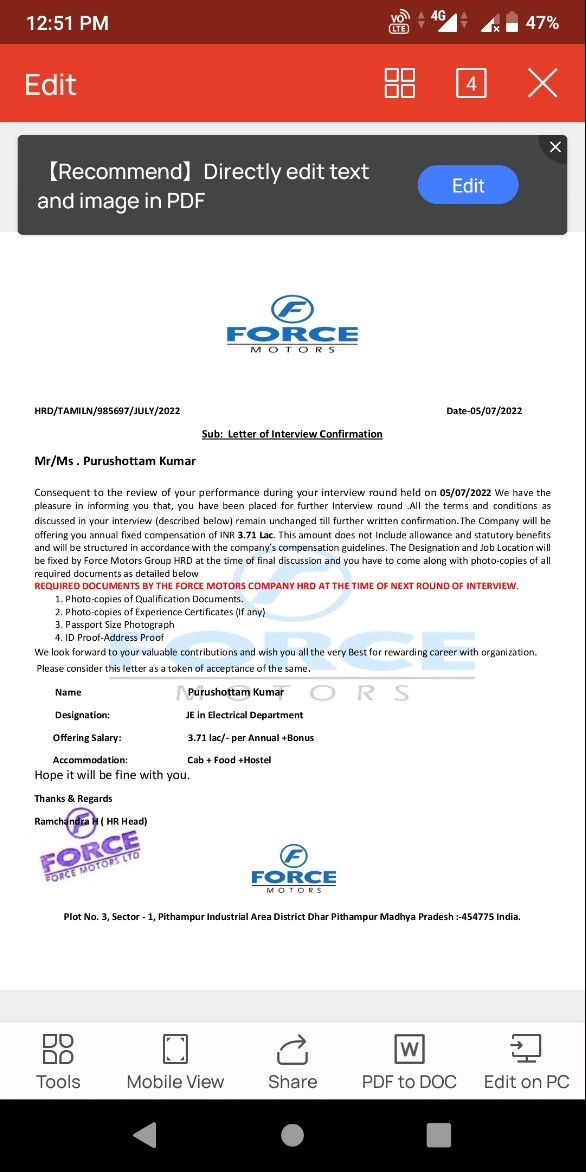 12:51 PM
VO)) LTE 4G 47%
Edit
4
【Recommend】Directly edit text
and image in PDF
Edit
FORCE
MOTORS
HRD/TAMILN/985697/JULY/2022 Date-05/07/2022
Sub: Letter of Interview Confirmation
Mr/Ms . Purushottam Kumar
Consequent to the review of your performance during your interview round held on 05/07/2022 We have the
pleasure in informing you that, you have been placed for further Interview round .All the terms and conditions as
discussed in your interview (described below) remain unchanged till further written confirmation.The Company will be
offering you annual fixed compensation of INR 3.71 Lac. This amount does not Include allowance and statutory benefits
and will be structured in accordance with the company's compensation guidelines. The Designation and Job Location will
be fixed by Force Motors Group HRD at the time of final discussion and you have to come along with photo-copies of all
required documents as detailed below
REQUIRED DOCUMENTS BY THE FORCE MOTORS COMPANY HRD AT THE TIME OF NEXT ROUND OF INTERVIEW.
1. Photo-copies of Qualification Documents.
2. Photo-copies of Experience Certificates (If any)
3. Passport Size Photograph
4. ID Proof-Address Proof
We look forward to your valuable contributions and wish you all the very Best for rewarding career with organization.
Please consider this letter as a token of acceptance of the same.
FORCE
MOTORS
Name Purushottam Kumar
Designation: JE in Electrical Department
Offering Salary: 3.71 lac/- per Annual +Bonus
Accommodation: Cab + Food +Hostel
Hope it will be fine with you.
Thanks & Regards
Ramchandra H ( HR Head)
FORCE
FORCE MOTORS LTD
FORCE
MOTORS
Plot No. 3, Sector - 1, Pithampur Industrial Area District Dhar Pithampur Madhya Pradesh :-454775 India.
Tools Mobile View Share PDF to DOC Edit on PC